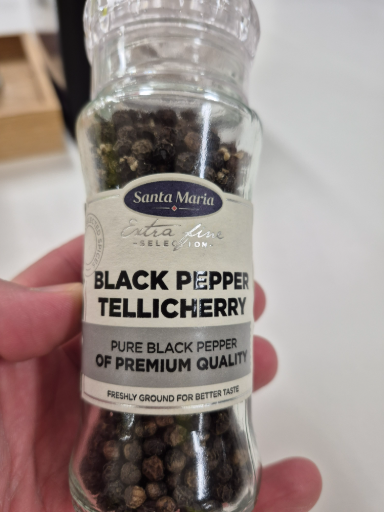 Santa Maria
Extra fine
-SELECTION-
BLACK PEPPER
TELLICHERRY
PURE BLACK PEPPER
OF PREMIUM QUALITY
FRESHLY GROUND FOR BETTER TASTE